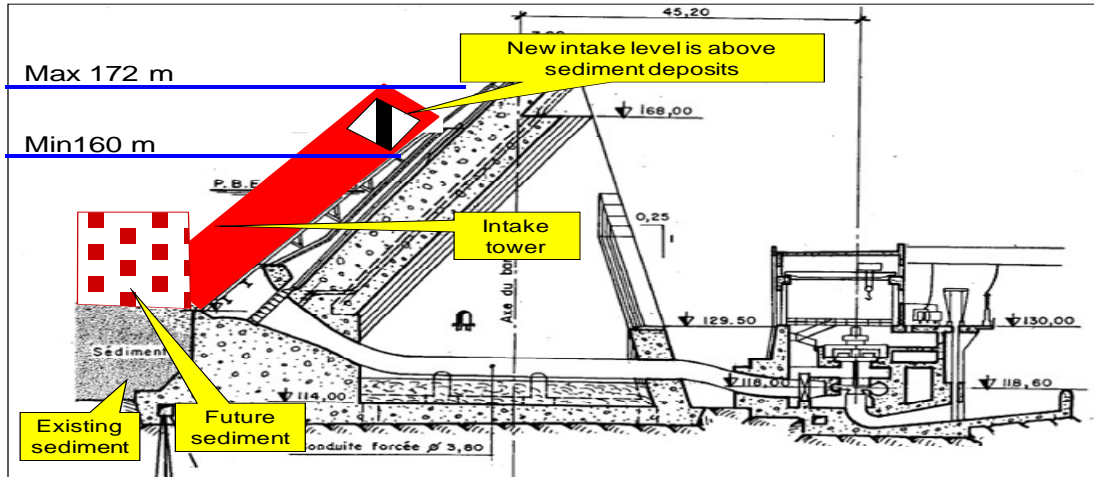 45,20
New intake level is above
sediment deposits
Max 172 m
168,00
Min160 m
P.B.E
Intake
tower
0,25
1
Axe du bar
129.50
130,00
Sédiment
118,00
118,60
114,00
Existing
sediment
Future
sediment
onduite forcée Ø 3,80